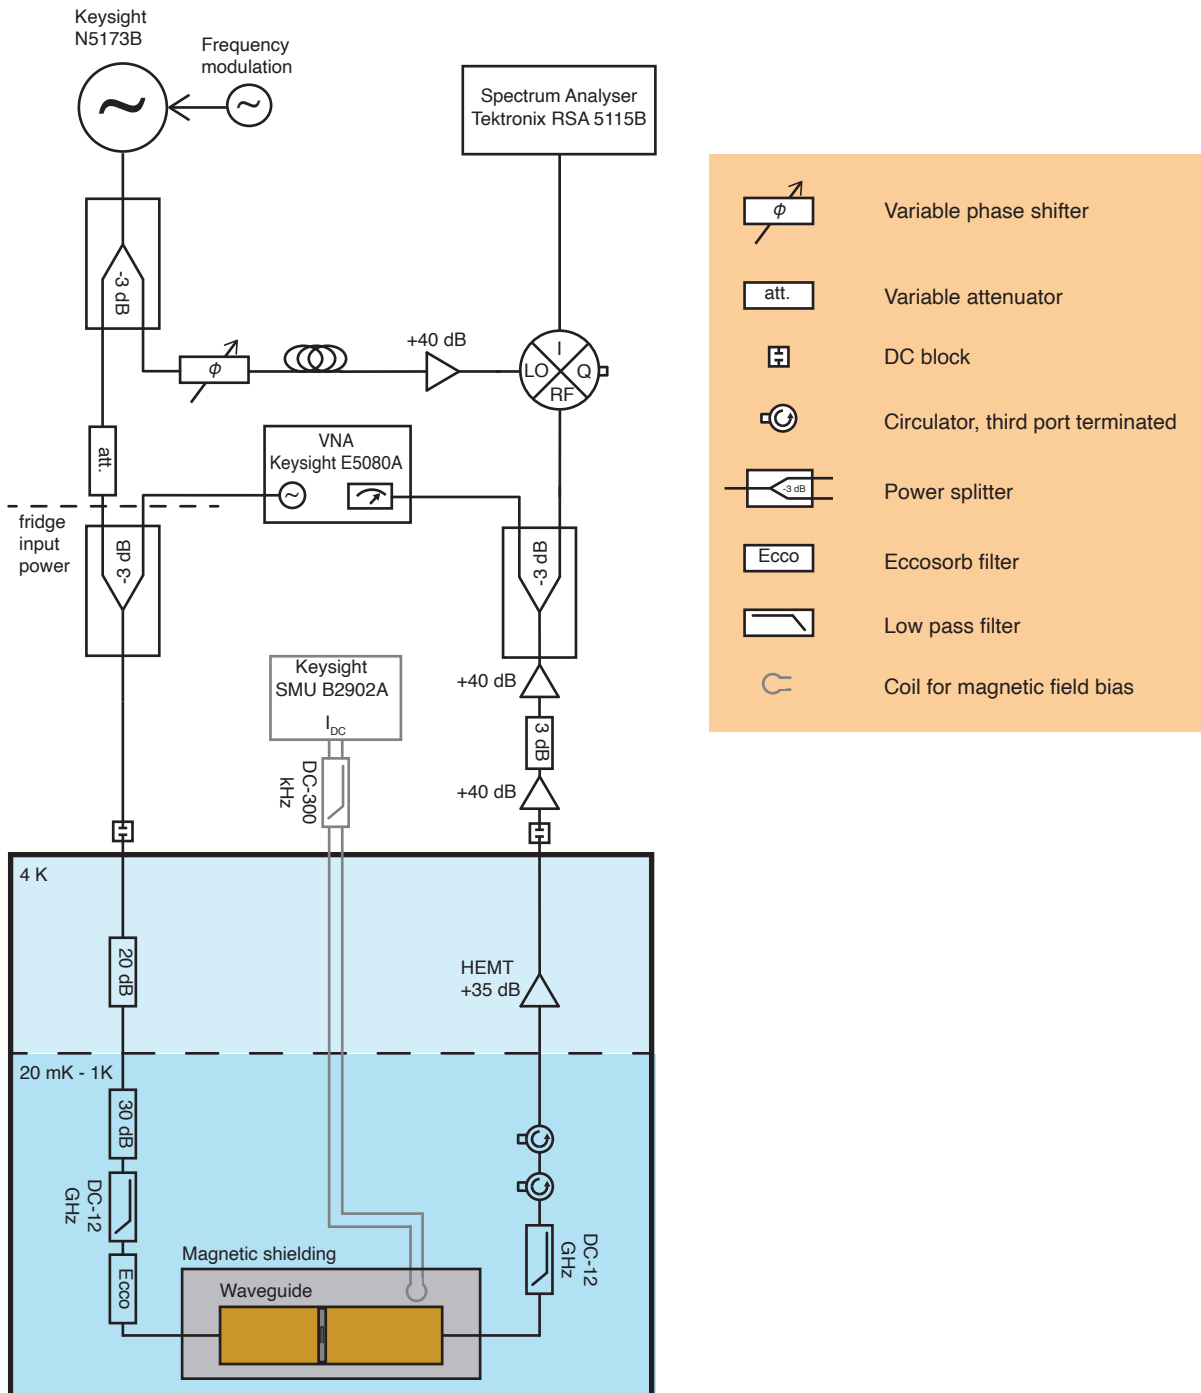 Keysight
N5173B
Frequency
modulation
~
~
Spectrum Analyser
Tektronix RSA 5115B
-3 dB
ϕ
+40 dB
I
LO
Q
RF
att.
VNA
Keysight E5080A
~
fridge
input
power
-3 dB
-3 dB
Keysight
SMU B2902A
IDC
DC-300
kHz
+40 dB
3 dB
+40 dB
4 K
20 dB
HEMT
+35 dB
20 mK - 1K
30 dB
DC-12
GHz
Ecco
DC-12
GHz
Magnetic shielding
Waveguide
ϕ
Variable phase shifter
att.
Variable attenuator
DC block
Circulator, third port terminated
-3 dB
Power splitter
Ecco
Eccosorb filter
Low pass filter
Coil for magnetic field bias